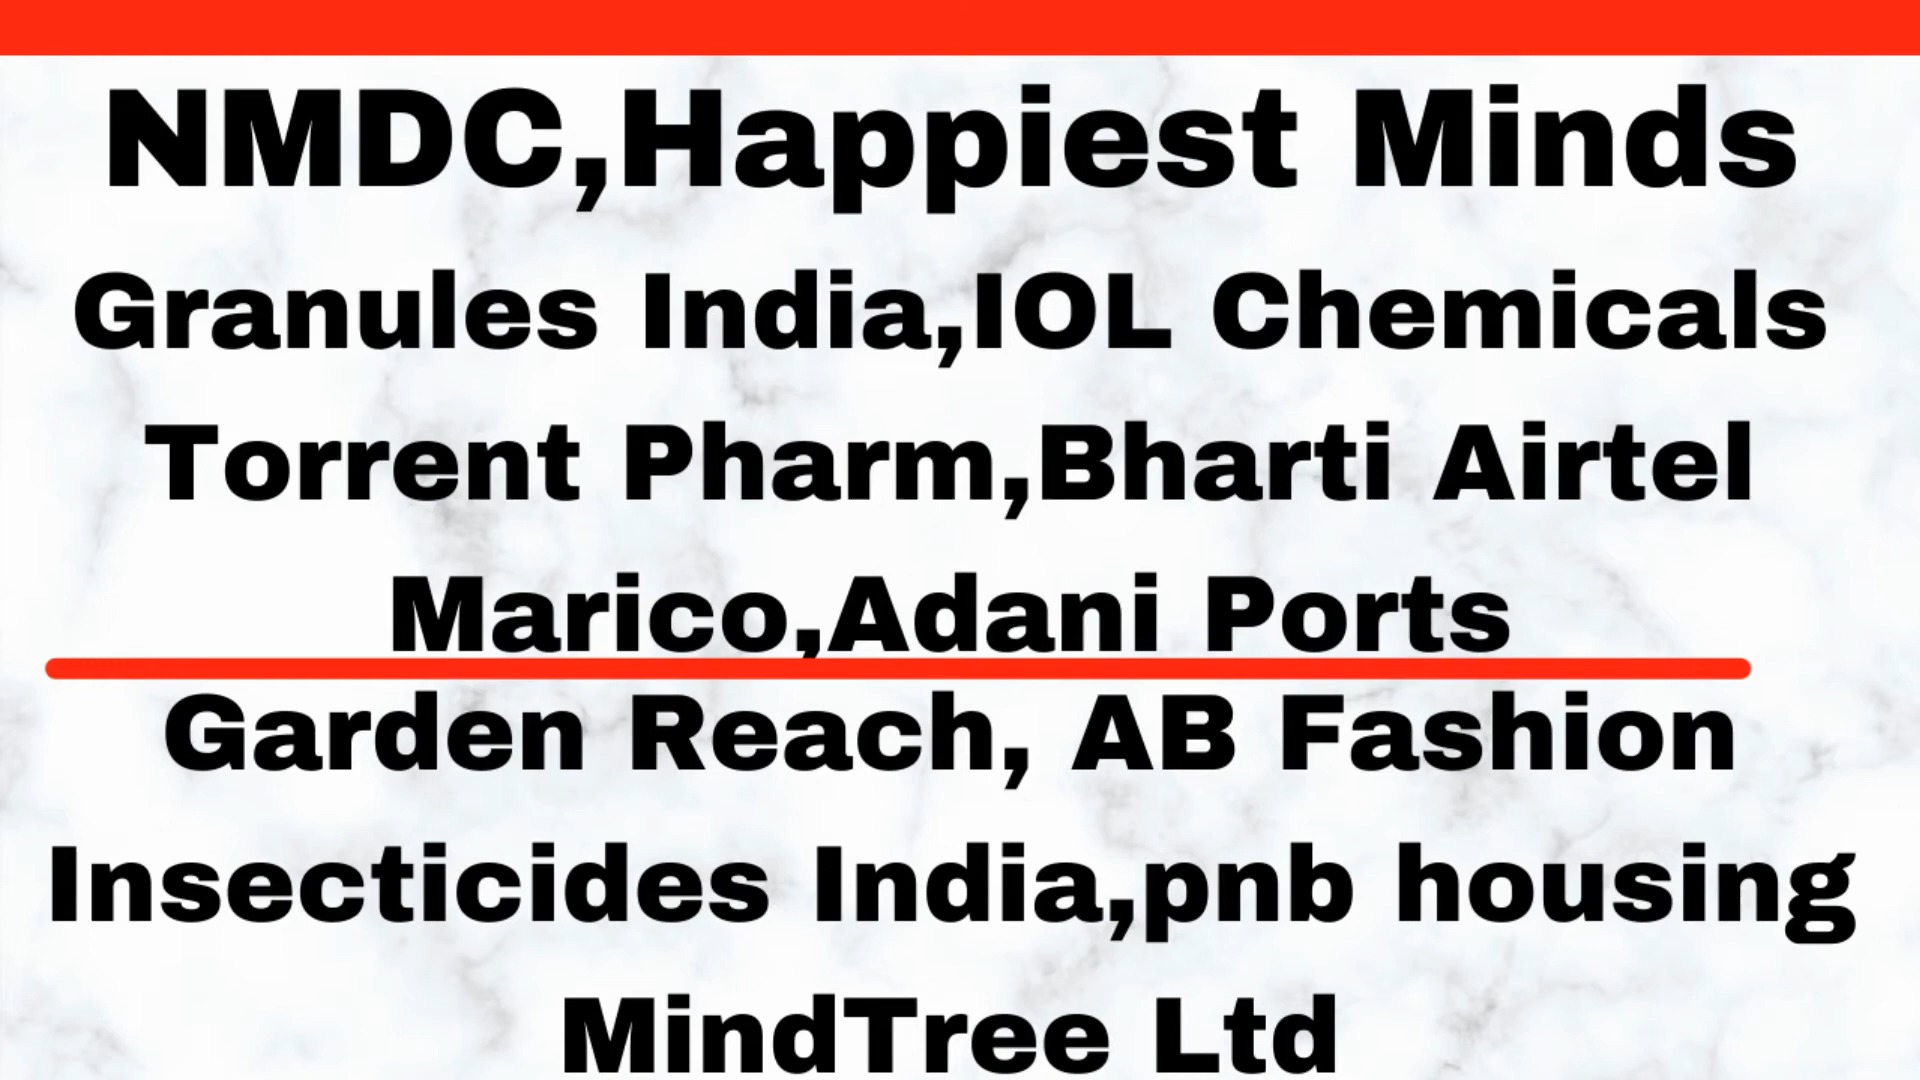 NMDC,Happiest Minds
Granules India,IOL Chemicals
Torrent Pharm,Bharti Airtel
Marico,Adani Ports
Garden Reach, AB Fashion
Insecticides India,pnb housing
MindTree Ltd